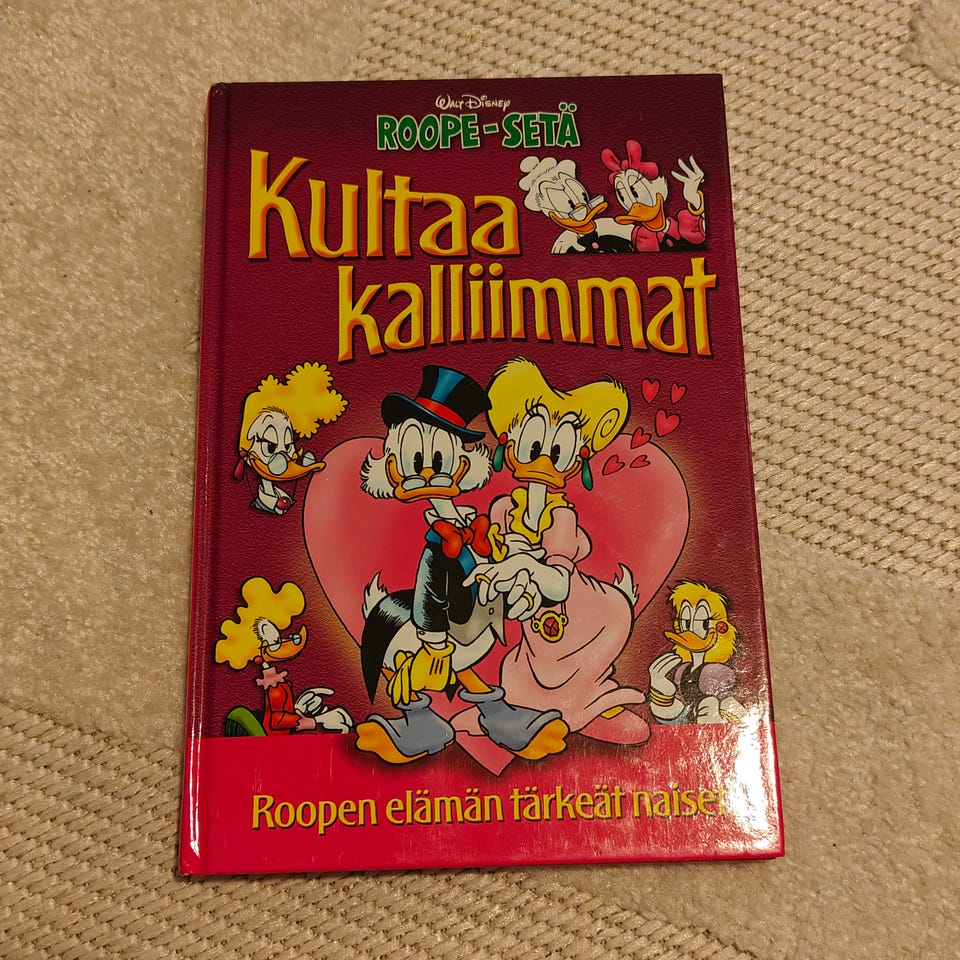 Walt Disney
ROOPE-SETÄ
Kultaa
kalliimmat
Roopen elämän tärkeät naiset